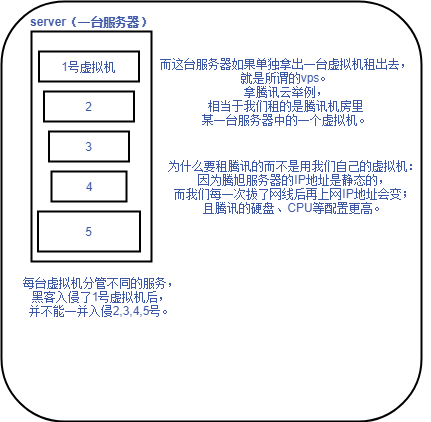 server（一台服务器）
1号虚拟机
2
3
4
5
而这台服务器如果单独拿出一台虚拟机租出去，
就是所谓的vps。
拿腾讯云举例，
相当于我们租的是腾讯机房里
某一台服务器中的一个虚拟机。
为什么要租腾讯的而不是用我们自己的虚拟机：
因为腾旭服务器的IP地址是静态的，
而我们每一次拔了网线后再上网IP地址会变；
且腾讯的硬盘、CPU等配置更高。
每台虚拟机分管不同的服务，
黑客入侵了1号虚拟机后，
并不能一并入侵2,3,4,5号。